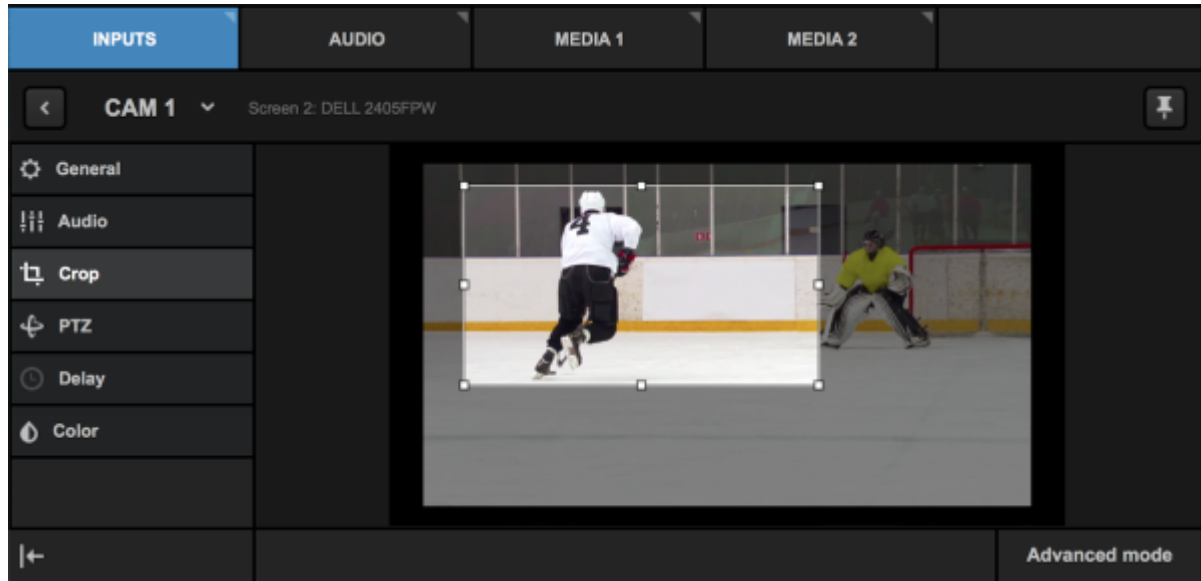 INPUTS
AUDIO
MEDIA 1
MEDIA 2
CAM 1
Screen 2: DELL 2405FPW
General
Audio
Crop
PTZ
Delay
Color
4
Advanced mode